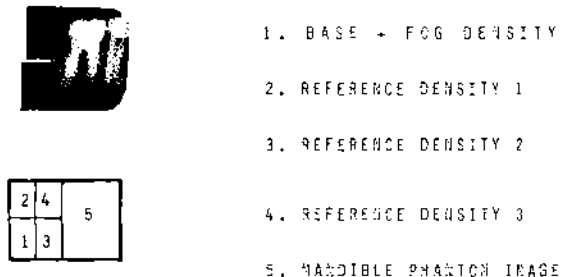 1. BASE + FOG DENSITY
2. REFERENCE DENSITY 1
3. REFERENCE DENSITY 2
4. REFERENCE DENSITY 3
5. MANDIBLE PHANTOM IMAGE
2 4
5
1 3